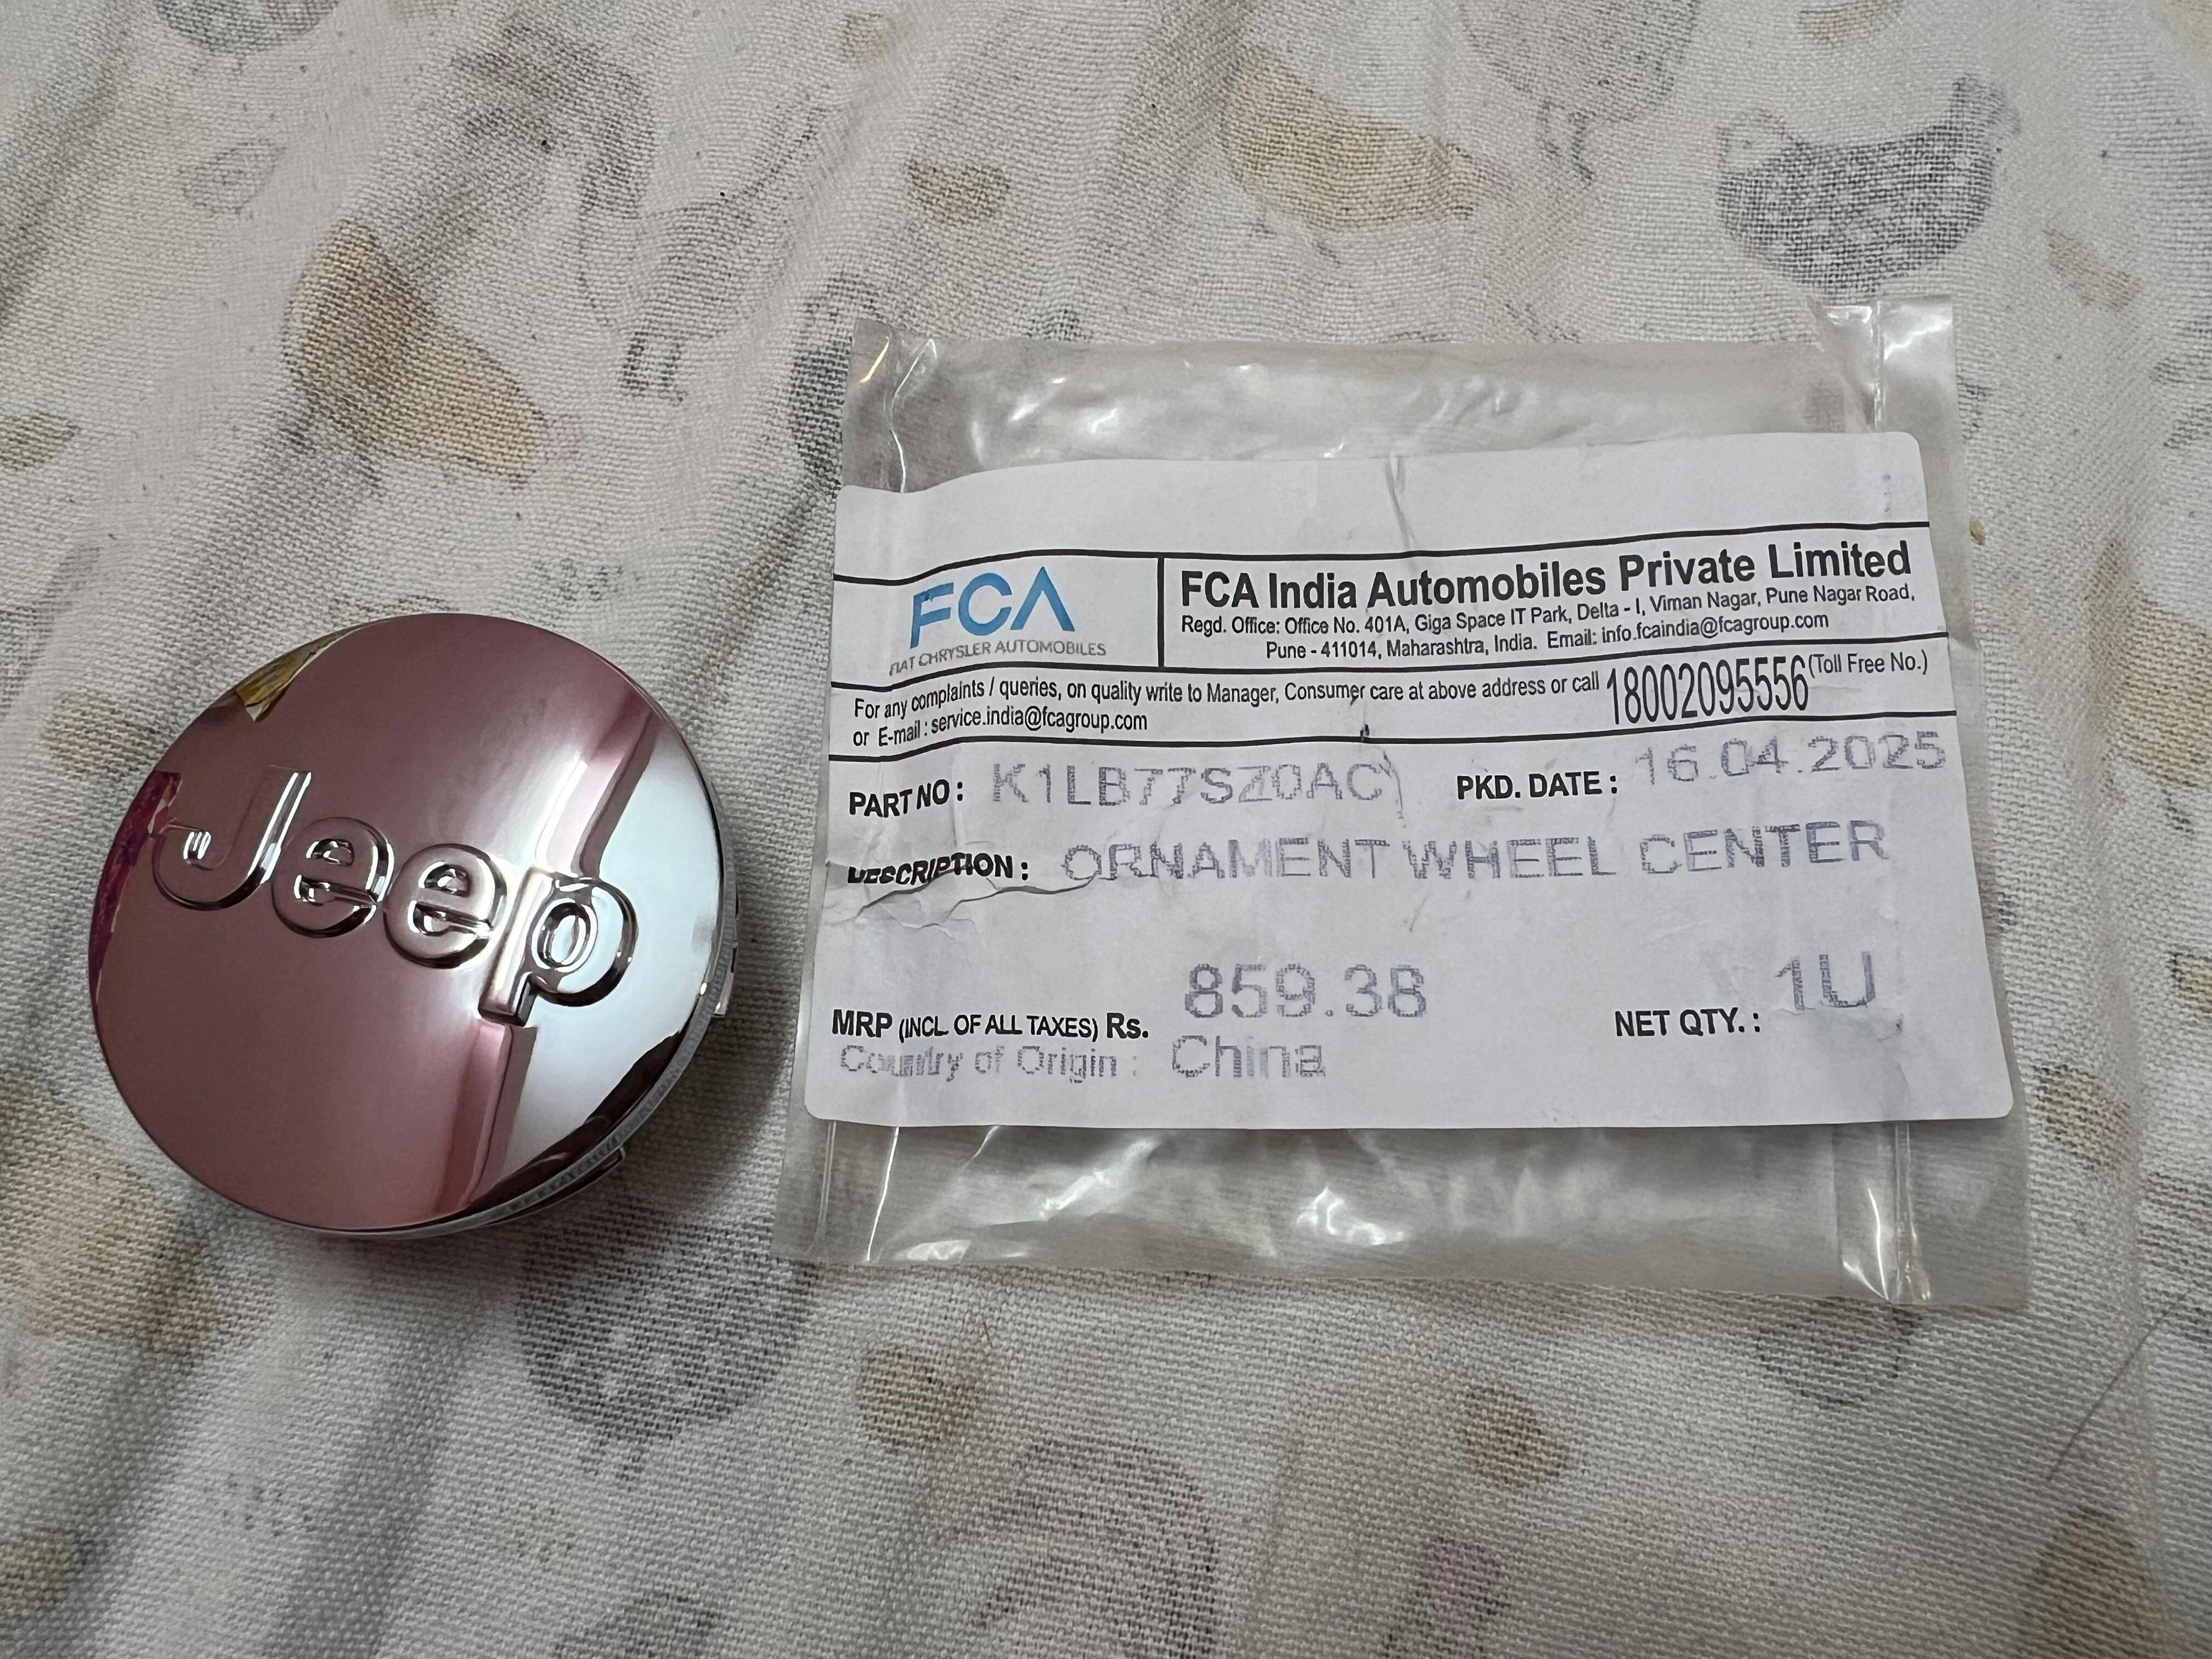 Jeep
FCA
FIAT CHRYSLER AUTOMOBILES
FCA India Automobiles Private Limited
Regd. Office: Office No. 401A, Giga Space IT Park, Delta - I, Viman Nagar, Pune Nagar Road,
Pune - 411014, Maharashtra, India. Email: info.fcaindia@fcagroup.com
For any complaints / queries, on quality write to Manager, Consumer care at above address or call 18002095556 (Toll Free No.)
or E-mail : service.india@fcagroup.com
PART NO : K1LB77SZ0AC PKD. DATE : 16.04.2025
DESCRIPTION : ORNAMENT WHEEL CENTER
MRP (INCL. OF ALL TAXES) Rs. 859.38 NET QTY. : 1U
Country of Origin : China